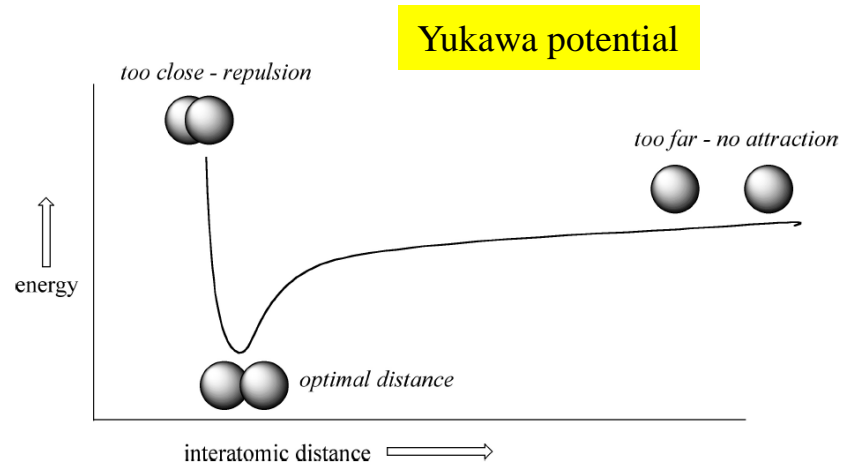 Yukawa potential
too close - repulsion
too far - no attraction
energy
optimal distance
interatomic distance